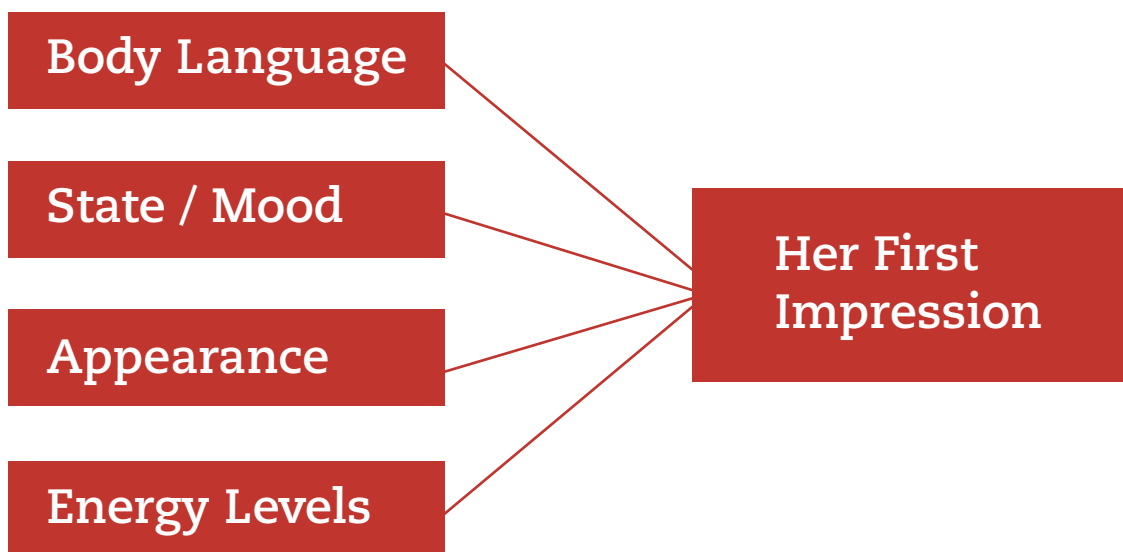 Body Language
State / Mood
Appearance
Energy Levels
Her First
Impression